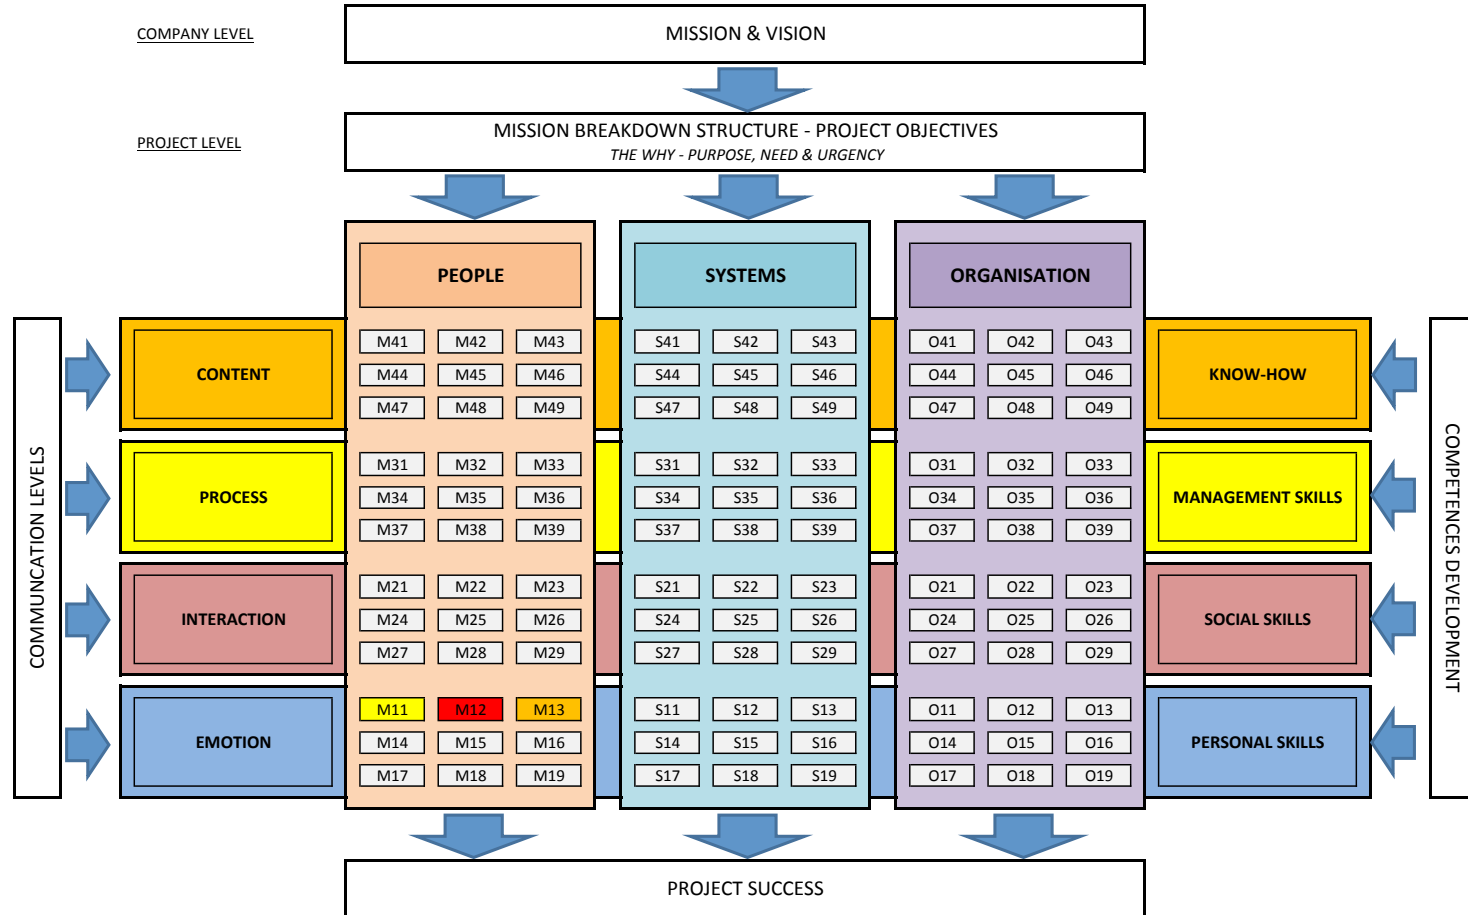 COMPANY LEVEL
MISSION & VISION
PROJECT LEVEL
MISSION BREAKDOWN STRUCTURE - PROJECT OBJECTIVES
THE WHY - PURPOSE, NEED & URGENCY
PEOPLE SYSTEMS ORGANISATION
COMMUNCATION LEVELS
COMPETENCES DEVELOPMENT
CONTENT
M41 M42 M43 S41 S42 S43 O41 O42 O43
M44 M45 M46 S44 S45 S46 O44 O45 O46
M47 M48 M49 S47 S48 S49 O47 O48 O49
KNOW-HOW
PROCESS
M31 M32 M33 S31 S32 S33 O31 O32 O33
M34 M35 M36 S34 S35 S36 O34 O35 O36
M37 M38 M39 S37 S38 S39 O37 O38 O39
MANAGEMENT SKILLS
INTERACTION
M21 M22 M23 S21 S22 S23 O21 O22 O23
M24 M25 M26 S24 S25 S26 O24 O25 O26
M27 M28 M29 S27 S28 S29 O27 O28 O29
SOCIAL SKILLS
EMOTION
M11 M12 M13 S11 S12 S13 O11 O12 O13
M14 M15 M16 S14 S15 S16 O14 O15 O16
M17 M18 M19 S17 S18 S19 O17 O18 O19
PERSONAL SKILLS
PROJECT SUCCESS